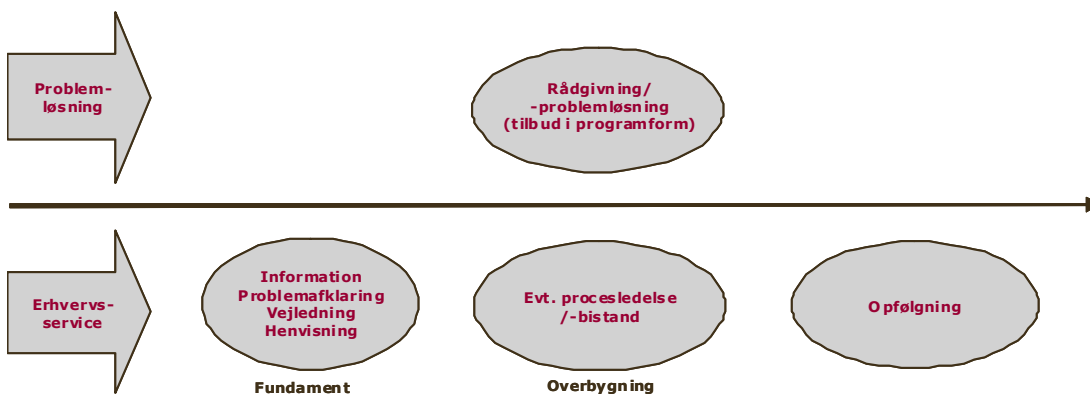 Problem-
løsning
Rådgivning/
-problemløsning
(tilbud i programform)
Erhvervs-
service
Information
Problemafklaring
Vejledning
Henvisning
Evt. procesledelse
/-bistand
Opfølgning
Fundament
Overbygning